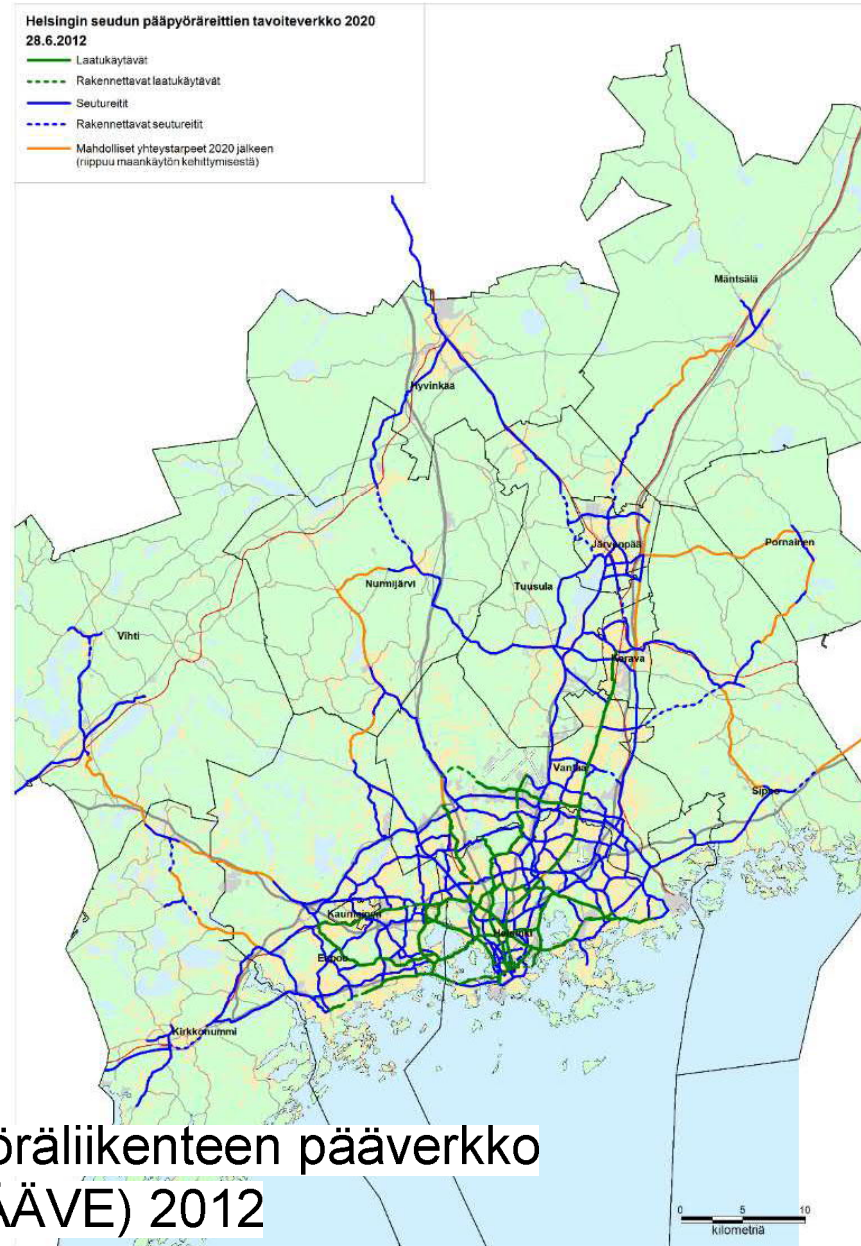 Helsingin seudun pääpyöräreittien tavoiteverkko 2020
28.6.2012
Laatukäytävät
Rakennettavat laatukäytävät
Seutureitit
Rakennettavat seutureitit
Mahdolliset yhteystarpeet 2020 jälkeen
(riippuu maankäytön kehittymisestä)
Mäntsälä
Hyvinkää
Järvenpää
Pornainen
Nurmijärvi
Tuusula
Vihti
Kerava
Vantaa
Sipoo
Kauniainen
Helsinki
Espoo
Kirkkonummi
öräliikenteen pääverkko
ÄÄVE) 2012
0 5 10
kilometriä